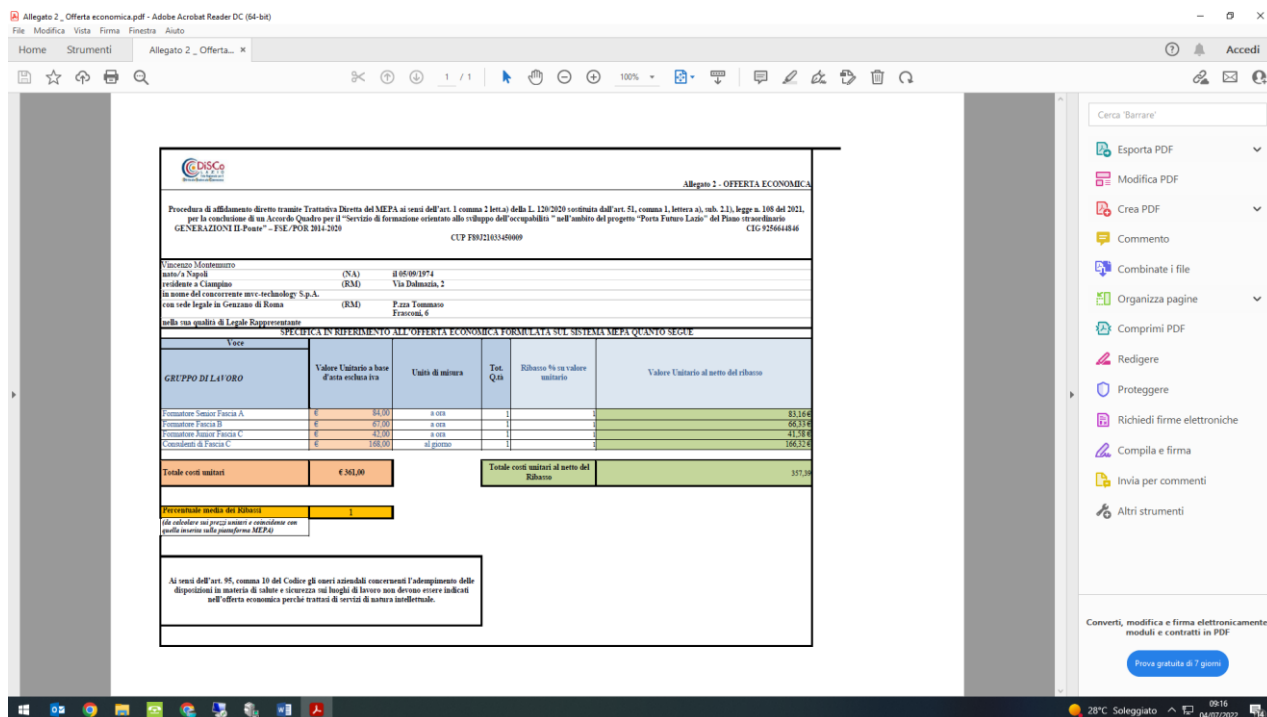 Allegato 2 _ Offerta economica.pdf - Adobe Acrobat Reader DC (64-bit)
File Modifica Vista Firma Finestra Aiuto
Home Strumenti Allegato 2 _ Offerta... × Accedi
1 / 1 100%
Cerca 'Barrare'
Esporta PDF
Modifica PDF
Crea PDF
Commento
Combinate i file
Organizza pagine
Comprimi PDF
Redigere
Proteggere
Richiedi firme elettroniche
Compila e firma
Invia per commenti
Altri strumenti
Converti, modifica e firma elettronicamente
moduli e contratti in PDF
Prova gratuita di 7 giorni
DiSCo
LAZIO
Allegato 2 - OFFERTA ECONOMICA
Procedura di affidamento diretto tramite Trattativa Diretta del MEPA ai sensi dell'art. 1 comma 2 lett.a) della L. 120/2020 sostituita dall'art. 51, comma 1, lettera a), sub. 2.1), legge n. 108 del 2021,
per la conclusione di un Accordo Quadro per il "Servizio di formazione orientato allo sviluppo dell'occupabilità " nell'ambito del progetto "Porta Futuro Lazio" del Piano straordinario
GENERAZIONI II-Ponte" – FSE/POR 2014-2020 CIG 9256644846
CUP F89J21033450009
Vincenzo Montemurro
nato/a Napoli (NA) il 05/09/1974
residente a Ciampino (RM) Via Dalmazia, 2
in nome del concorrente mvc-technology S.p.A.
con sede legale in Genzano di Roma (RM) P.zza Tommaso
Frasconi, 6
nella sua qualità di Legale Rappresentante
SPECIFICA IN RIFERIMENTO ALL'OFFERTA ECONOMICA FORMULATA SUL SISTEMA MEPA QUANTO SEGUE
Voce
GRUPPO DI LAVORO
Valore Unitario a base
d'asta esclusa iva
Unità di misura
Tot.
Q.tà
Ribasso % su valore
unitario
Valore Unitario al netto del ribasso
Formatore Senior Fascia A € 84,00 a ora 1 1 83,16 €
Formatore Fascia B € 67,00 a ora 1 1 66,33 €
Formatore Junior Fascia C € 42,00 a ora 1 1 41,58 €
Consulenti di Fascia C € 168,00 al giorno 1 1 166,32 €
Totale costi unitari € 361,00
Totale costi unitari al netto del
Ribasso
357,39
Percentuale media dei Ribassi 1
(da calcolare sui prezzi unitari e coincidente con
quella inserita sulla piattaforma MEPA)
Ai sensi dell'art. 95, comma 10 del Codice gli oneri aziendali concernenti l'adempimento delle
disposizioni in materia di salute e sicurezza sui luoghi di lavoro non devono essere indicati
nell'offerta economica perché trattasi di servizi di natura intellettuale.
28°C Soleggiato
09:16
04/07/2022